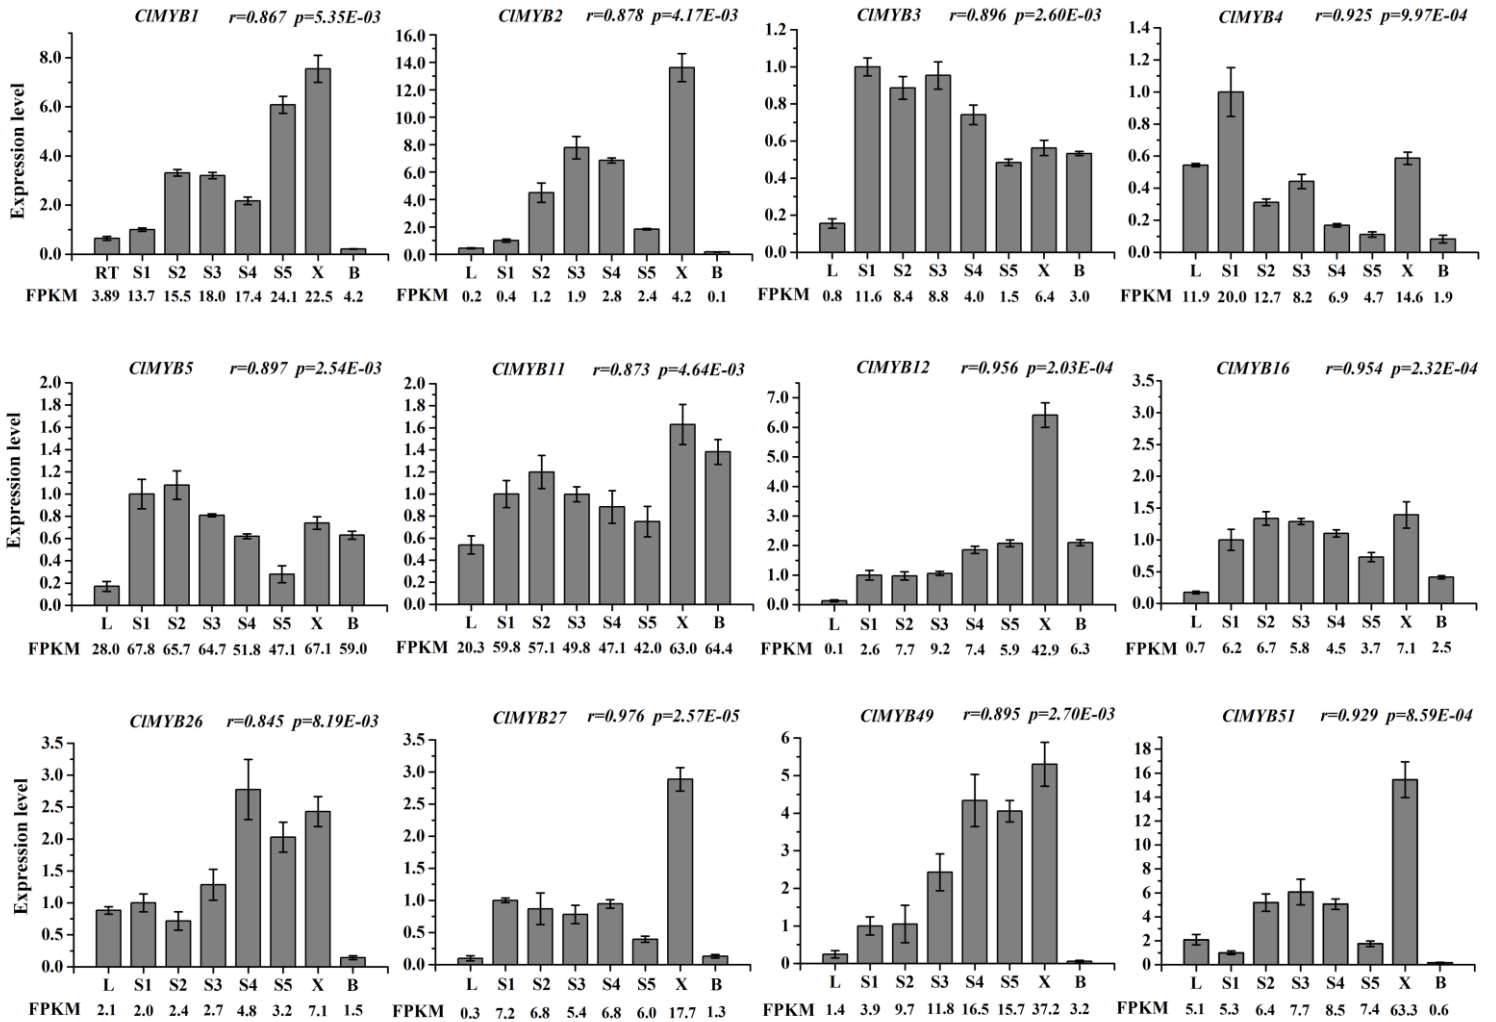 ClMYB1 r=0.867 p=5.35E-03
ClMYB2 r=0.878 p=4.17E-03
ClMYB3 r=0.896 p=2.60E-03
ClMYB4 r=0.925 p=9.97E-04
Expression level
8.0
6.0
4.0
2.0
0.0
RT S1 S2 S3 S4 S5 X B
FPKM 3.89 13.7 15.5 18.0 17.4 24.1 22.5 4.2
16.0
14.0
12.0
10.0
8.0
6.0
4.0
2.0
0.0
L S1 S2 S3 S4 S5 X B
FPKM 0.2 0.4 1.2 1.9 2.8 2.4 4.2 0.1
1.2
1.0
0.8
0.6
0.4
0.2
0.0
L S1 S2 S3 S4 S5 X B
FPKM 0.8 11.6 8.4 8.8 4.0 1.5 6.4 3.0
1.4
1.2
1.0
0.8
0.6
0.4
0.2
0.0
L S1 S2 S3 S4 S5 X B
FPKM 11.9 20.0 12.7 8.2 6.9 4.7 14.6 1.9
ClMYB5 r=0.897 p=2.54E-03
ClMYB11 r=0.873 p=4.64E-03
ClMYB12 r=0.956 p=2.03E-04
ClMYB16 r=0.954 p=2.32E-04
Expression level
2.0
1.8
1.6
1.4
1.2
1.0
0.8
0.6
0.4
0.2
0.0
L S1 S2 S3 S4 S5 X B
FPKM 28.0 67.8 65.7 64.7 51.8 47.1 67.1 59.0
2.0
1.8
1.6
1.4
1.2
1.0
0.8
0.6
0.4
0.2
0.0
L S1 S2 S3 S4 S5 X B
FPKM 20.3 59.8 57.1 49.8 47.1 42.0 63.0 64.4
7.0
6.0
5.0
4.0
3.0
2.0
1.0
0.0
L S1 S2 S3 S4 S5 X B
FPKM 0.1 2.6 7.7 9.2 7.4 5.9 42.9 6.3
3.5
3.0
2.5
2.0
1.5
1.0
0.5
0.0
L S1 S2 S3 S4 S5 X B
FPKM 0.7 6.2 6.7 5.8 4.5 3.7 7.1 2.5
ClMYB26 r=0.845 p=8.19E-03
ClMYB27 r=0.976 p=2.57E-05
ClMYB49 r=0.895 p=2.70E-03
ClMYB51 r=0.929 p=8.59E-04
Expression level
3.5
3.0
2.5
2.0
1.5
1.0
0.5
0.0
L S1 S2 S3 S4 S5 X B
FPKM 2.1 2.0 2.4 2.7 4.8 3.2 7.1 1.5
3.5
3.0
2.5
2.0
1.5
1.0
0.5
0.0
L S1 S2 S3 S4 S5 X B
FPKM 0.3 7.2 6.8 5.4 6.8 6.0 17.7 1.3
6
5
4
3
2
1
0
L S1 S2 S3 S4 S5 X B
FPKM 1.4 3.9 9.7 11.8 16.5 15.7 37.2 3.2
18
16
14
12
10
8
6
4
2
0
L S1 S2 S3 S4 S5 X B
FPKM 5.1 5.3 6.4 7.7 8.5 7.4 63.3 0.6